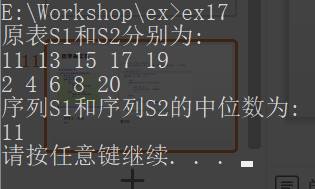 E:\Workshop\ex>ex17
原表S1和S2分别为:
11 13 15 17 19
2 4 6 8 20
序列S1和序列S2的中位数为:
11
请按任意键继续. . .